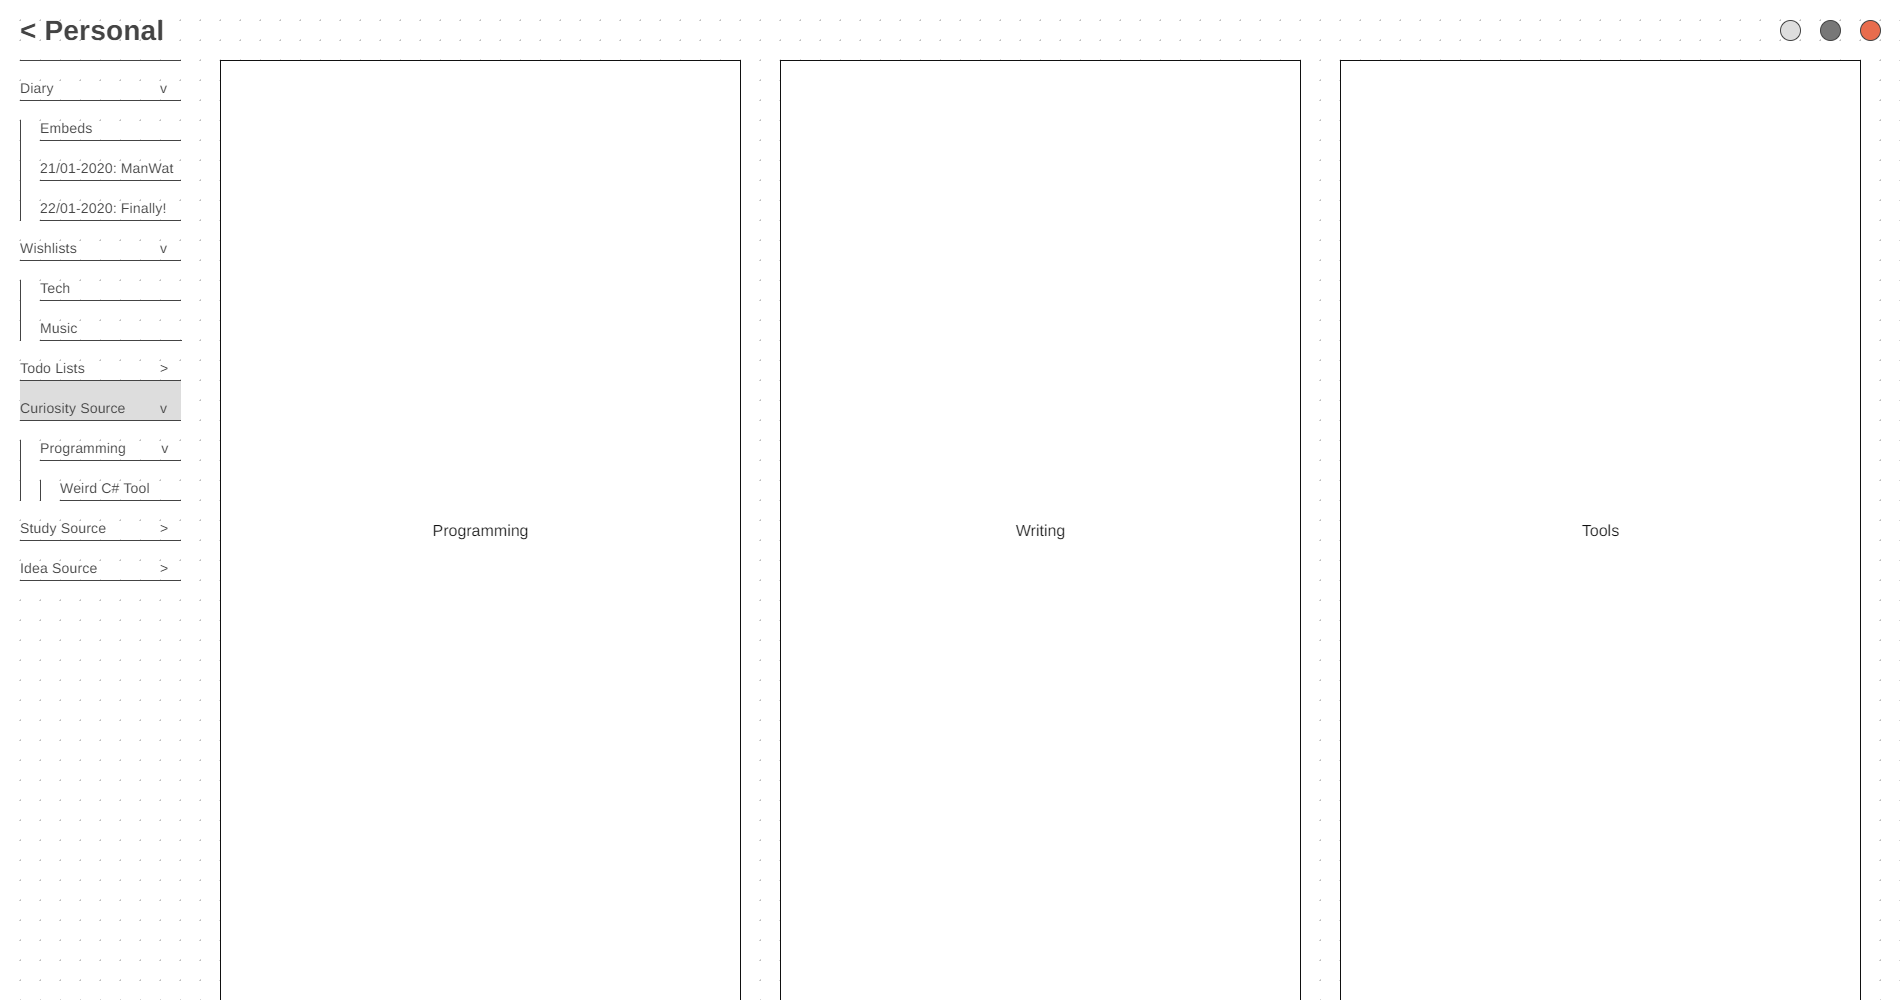 < Personal
Diary v
Embeds
21/01-2020: ManWat
22/01-2020: Finally!
Wishlists v
Tech
Music
Todo Lists >
Curiosity Source v
Programming v
Weird C# Tool
Study Source >
Idea Source >
Programming
Writing
Tools